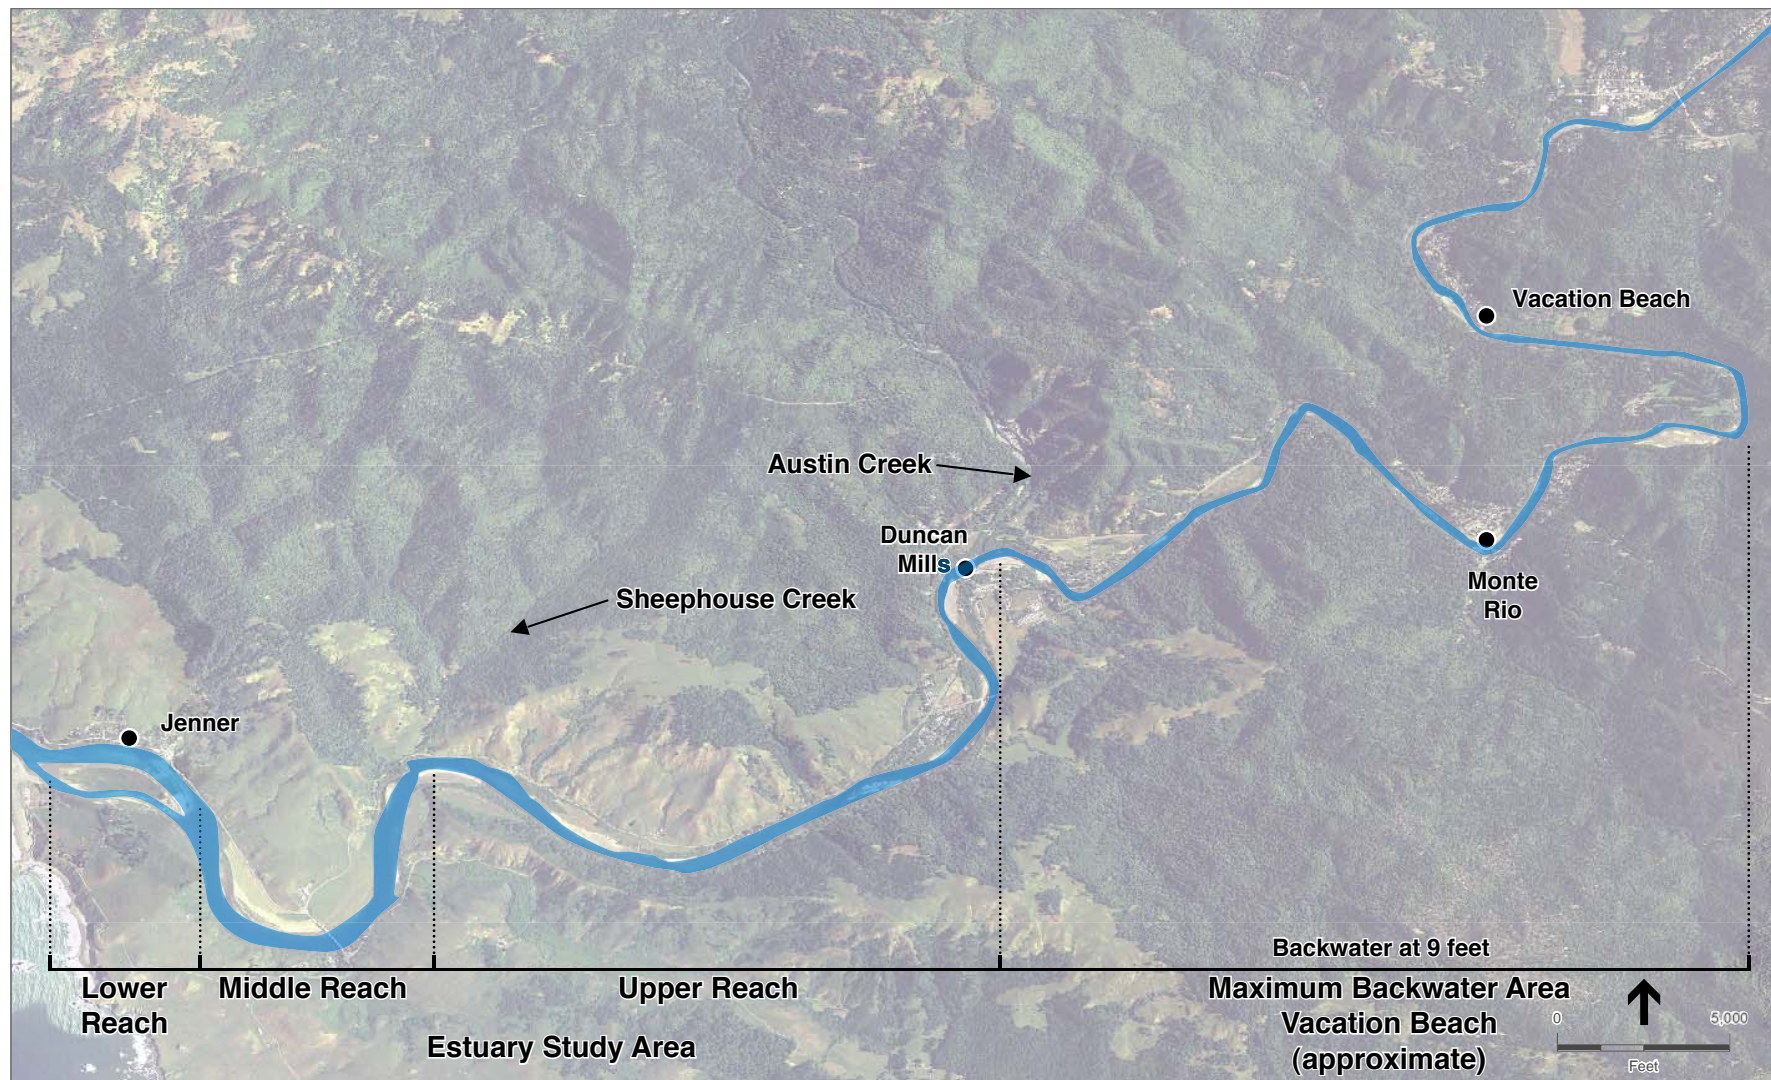 Vacation Beach
Austin Creek
Duncan
Mills
Monte
Rio
Sheephouse Creek
Jenner
Backwater at 9 feet
Lower
Reach
Middle Reach
Upper Reach
Maximum Backwater Area
Vacation Beach
(approximate)
Estuary Study Area
0
5,000
Feet